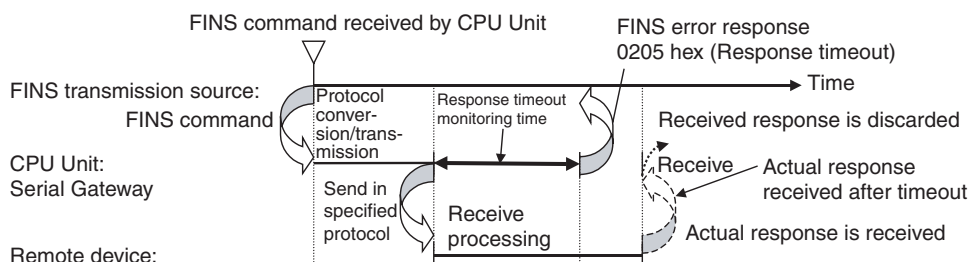 FINS command received by CPU Unit
FINS error response
0205 hex (Response timeout)
Time
FINS transmission source:
FINS command
Protocol
conver-
sion/trans-
mission
Response timeout
monitoring time
Received response is discarded
CPU Unit:
Serial Gateway
Receive
Actual response
received after timeout
Send in
specified
protocol
Receive
processing
Actual response is received
Remote device: